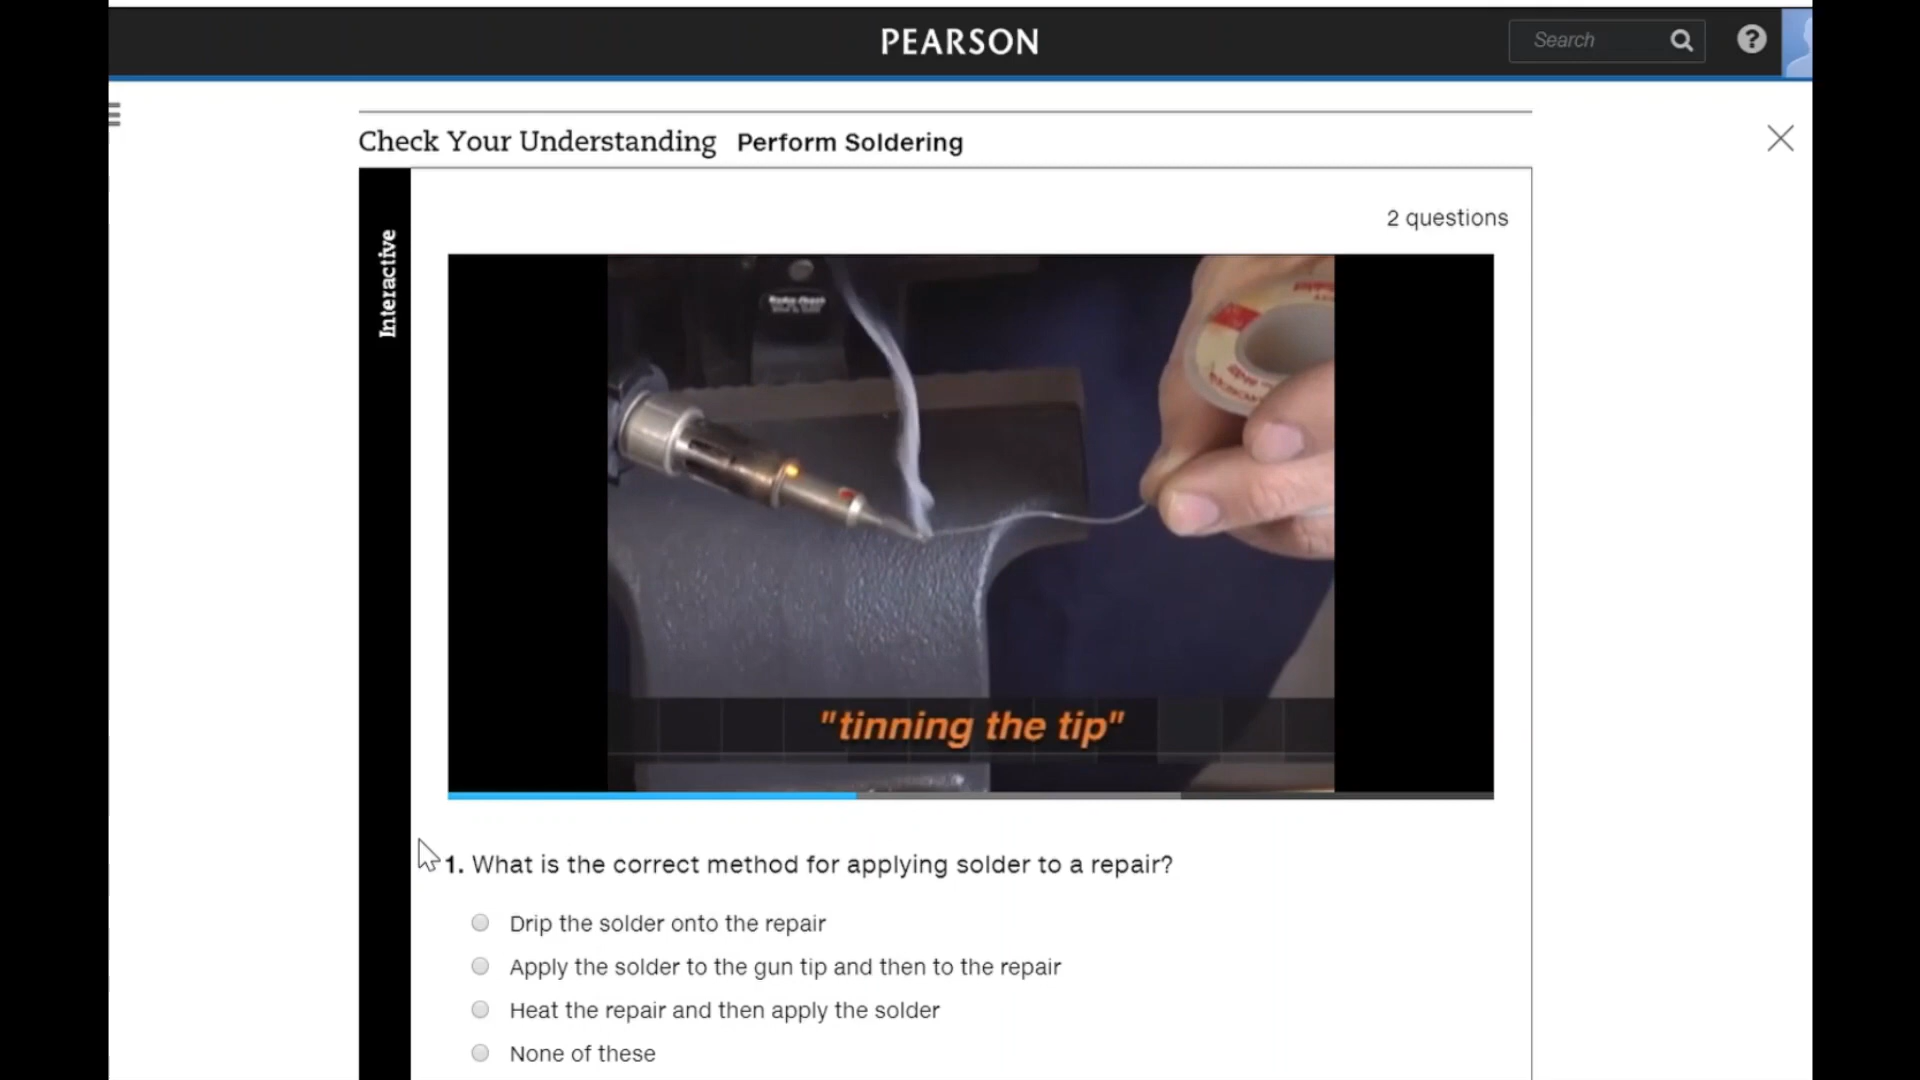 PEARSON
Search
?
Check Your Understanding Perform Soldering
Interactive
2 questions
"tinning the tip"
1. What is the correct method for applying solder to a repair?
Drip the solder onto the repair
Apply the solder to the gun tip and then to the repair
Heat the repair and then apply the solder
None of these